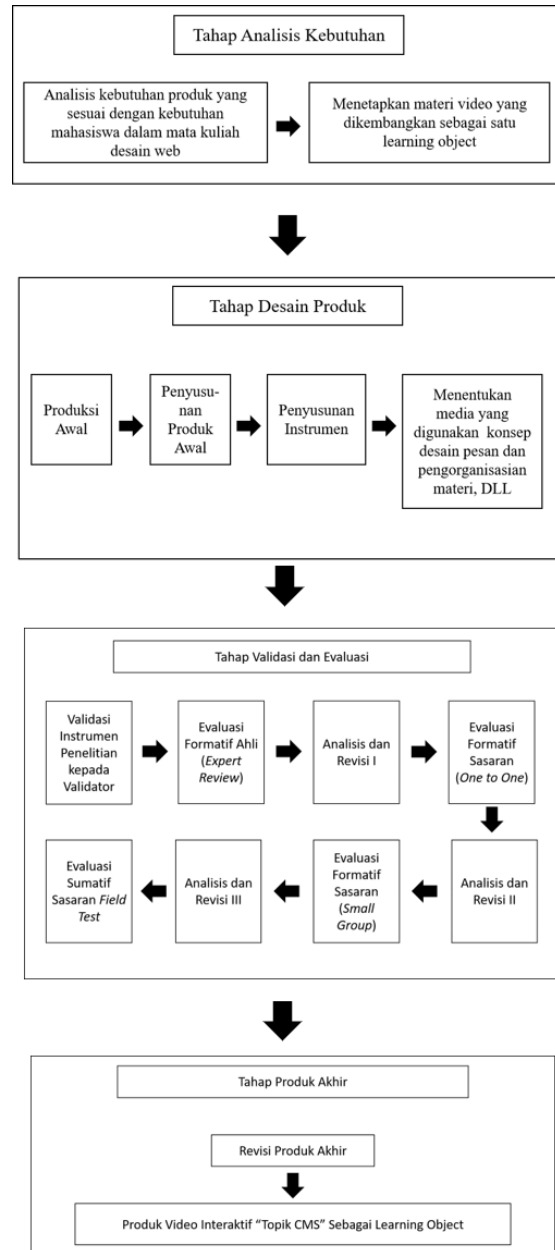 Tahap Analisis Kebutuhan
Analisis kebutuhan produk yang
sesuai dengan kebutuhan
mahasiswa dalam mata kuliah
desain web
Menetapkan materi video yang
dikembangkan sebagai satu
learning object
Tahap Desain Produk
Produksi
Awal
Penyusu-
nan
Produk
Awal
Penyusunan
Instrumen
Menentukan
media yang
digunakan konsep
desain pesan dan
pengorganisasian
materi, DLL
Tahap Validasi dan Evaluasi
Validasi
Instrumen
Penelitian
kepada
Validator
Evaluasi
Formatif Ahli
(Expert
Review)
Analisis dan
Revisi I
Evaluasi
Formatif
Sasaran
(One to One)
Analisis dan
Revisi II
Evaluasi
Formatif
Sasaran
(Small
Group)
Analisis dan
Revisi III
Evaluasi
Sumatif
Sasaran Field
Test
Tahap Produk Akhir
Revisi Produk Akhir
Produk Video Interaktif “Topik CMS” Sebagai Learning Object